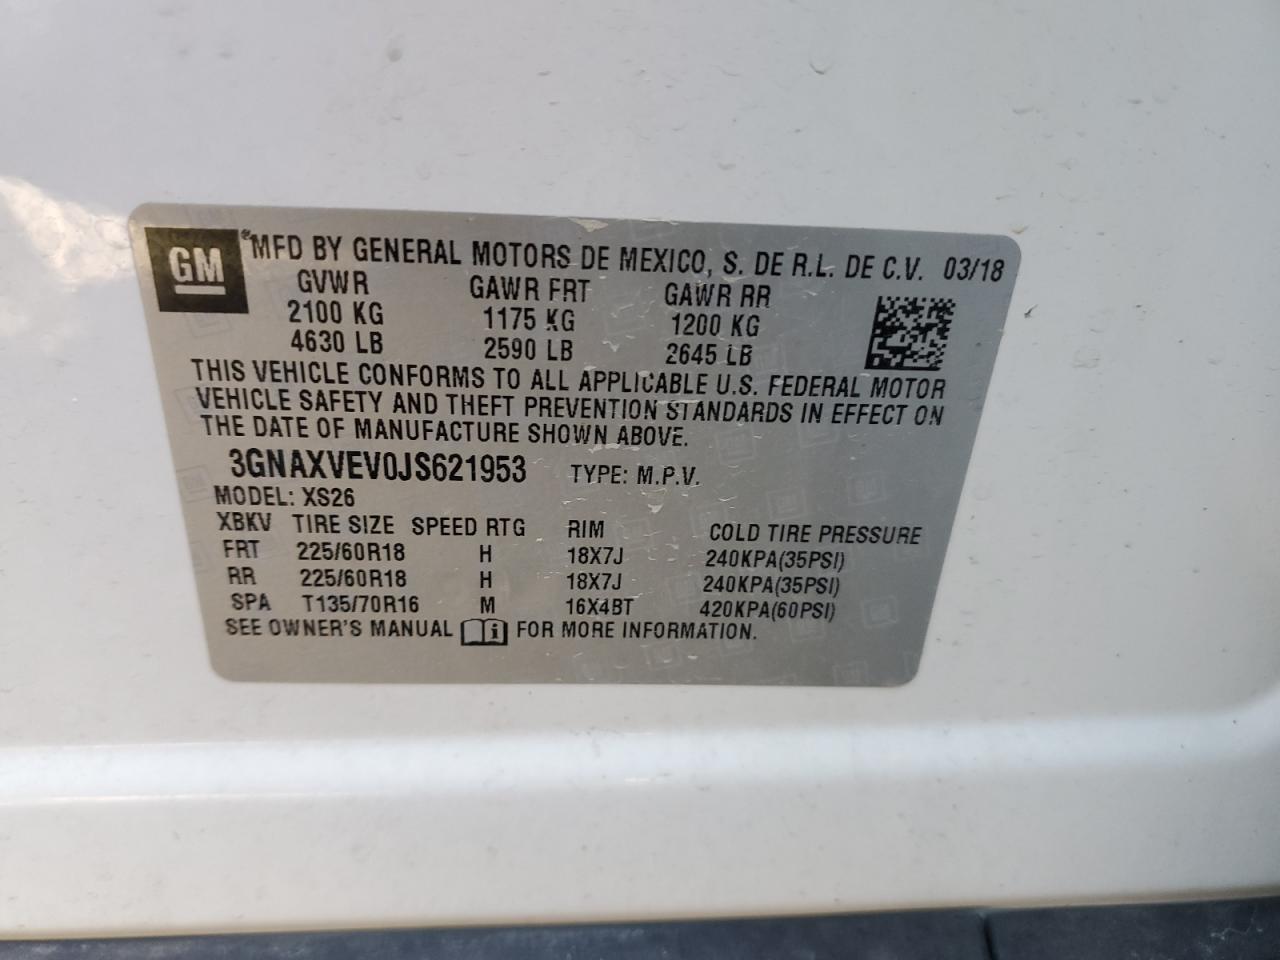 GM ® MFD BY GENERAL MOTORS DE MEXICO, S. DE R.L. DE C.V. 03/18
GVWR GAWR FRT GAWR RR
2100 KG 1175 KG 1200 KG
4630 LB 2590 LB 2645 LB
THIS VEHICLE CONFORMS TO ALL APPLICABLE U.S. FEDERAL MOTOR
VEHICLE SAFETY AND THEFT PREVENTION STANDARDS IN EFFECT ON
THE DATE OF MANUFACTURE SHOWN ABOVE.
3GNAXVEV0JS621953 TYPE: M.P.V.
MODEL: XS26
XBKV TIRE SIZE SPEED RTG RIM COLD TIRE PRESSURE
FRT 225/60R18 H 18X7J 240KPA(35PSI)
RR 225/60R18 H 18X7J 240KPA(35PSI)
SPA T135/70R16 M 16X4BT 420KPA(60PSI)
SEE OWNER'S MANUAL i FOR MORE INFORMATION.